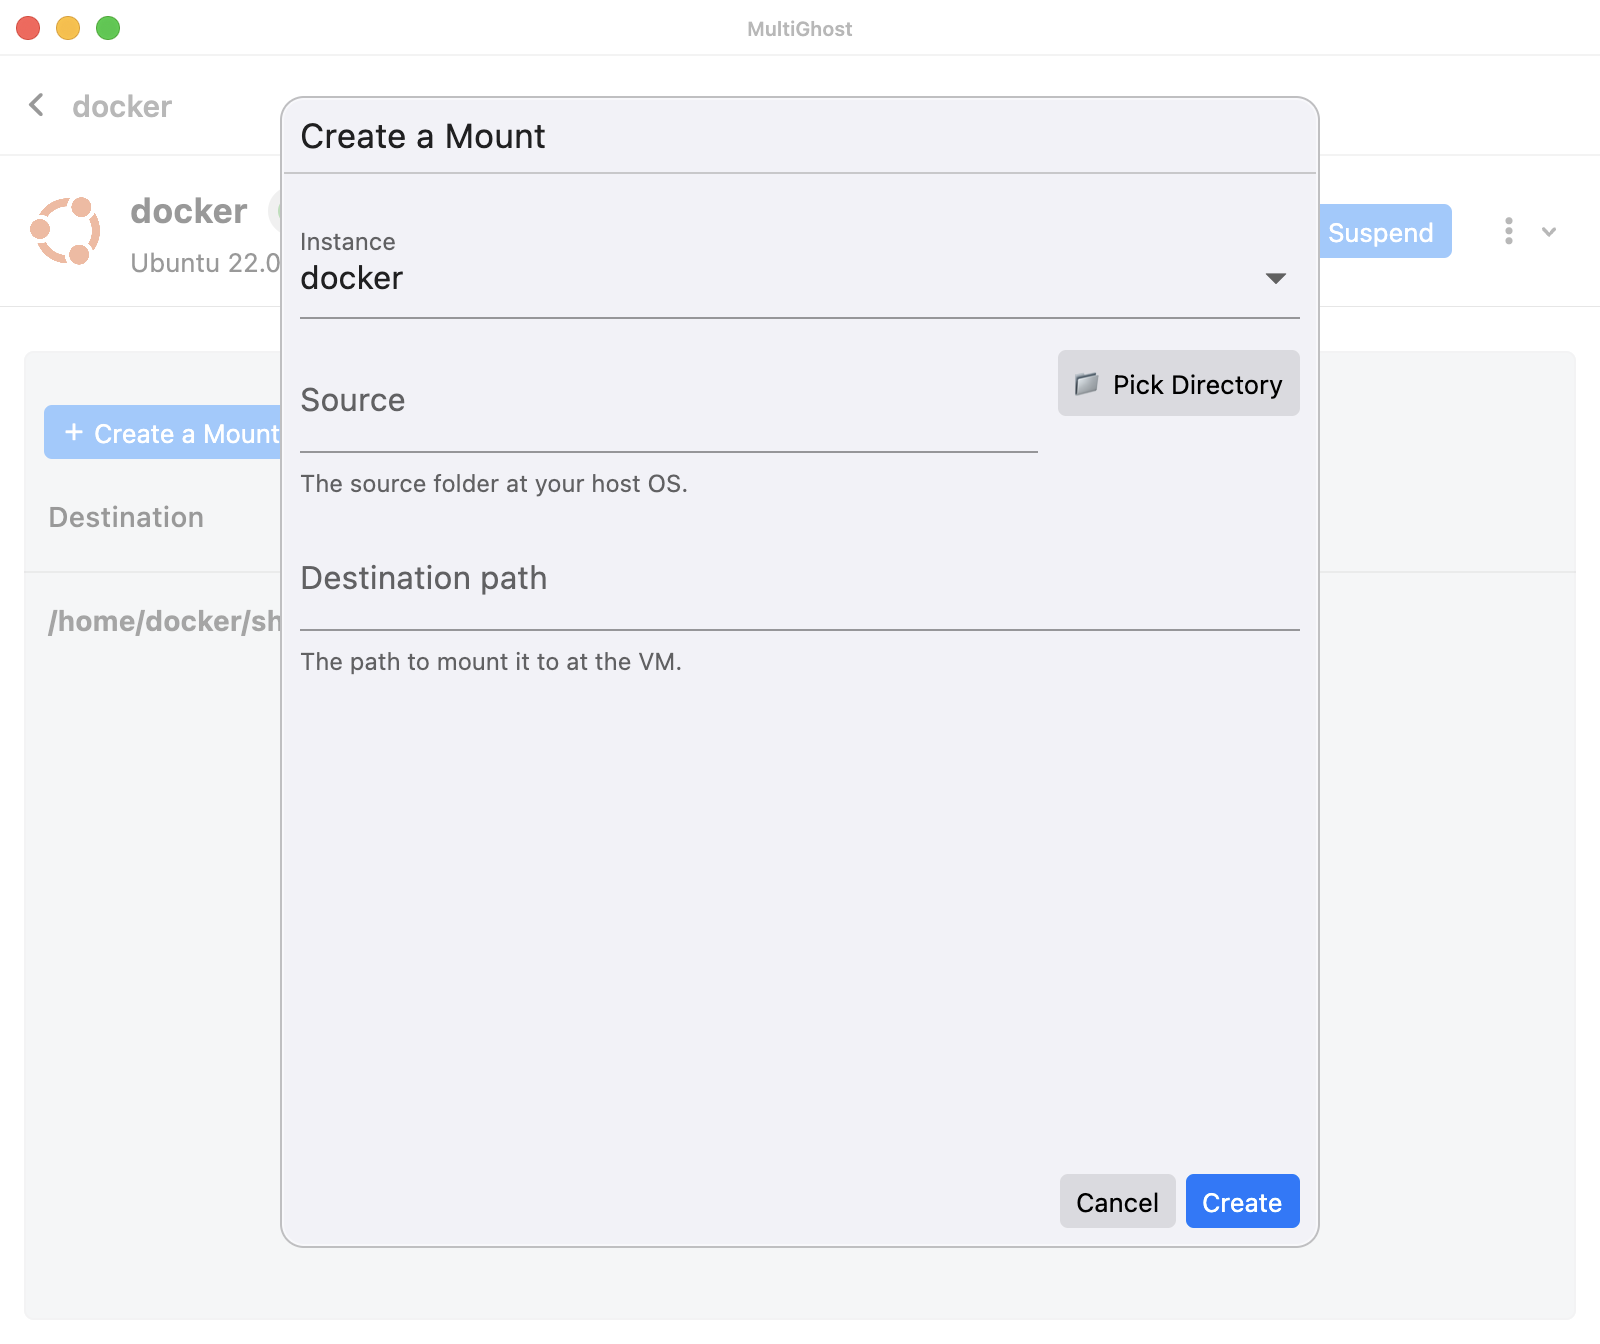 MultiGhost
docker
docker
Ubuntu 22.0
Suspend
+ Create a Mount
Destination
/home/docker/sh
Create a Mount
Instance
docker
Source
Pick Directory
The source folder at your host OS.
Destination path
The path to mount it to at the VM.
Cancel
Create